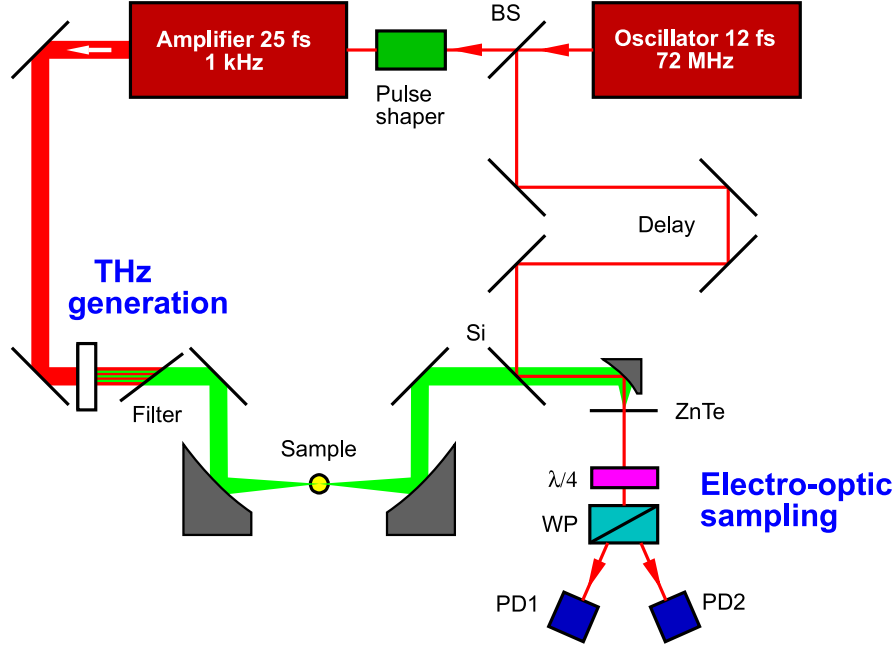 BS
Amplifier 25 fs
1 kHz
Oscillator 12 fs
72 MHz
Pulse
shaper
Delay
THz
generation
Si
Filter
ZnTe
Sample
λ/4
Electro-optic
sampling
WP
PD1
PD2